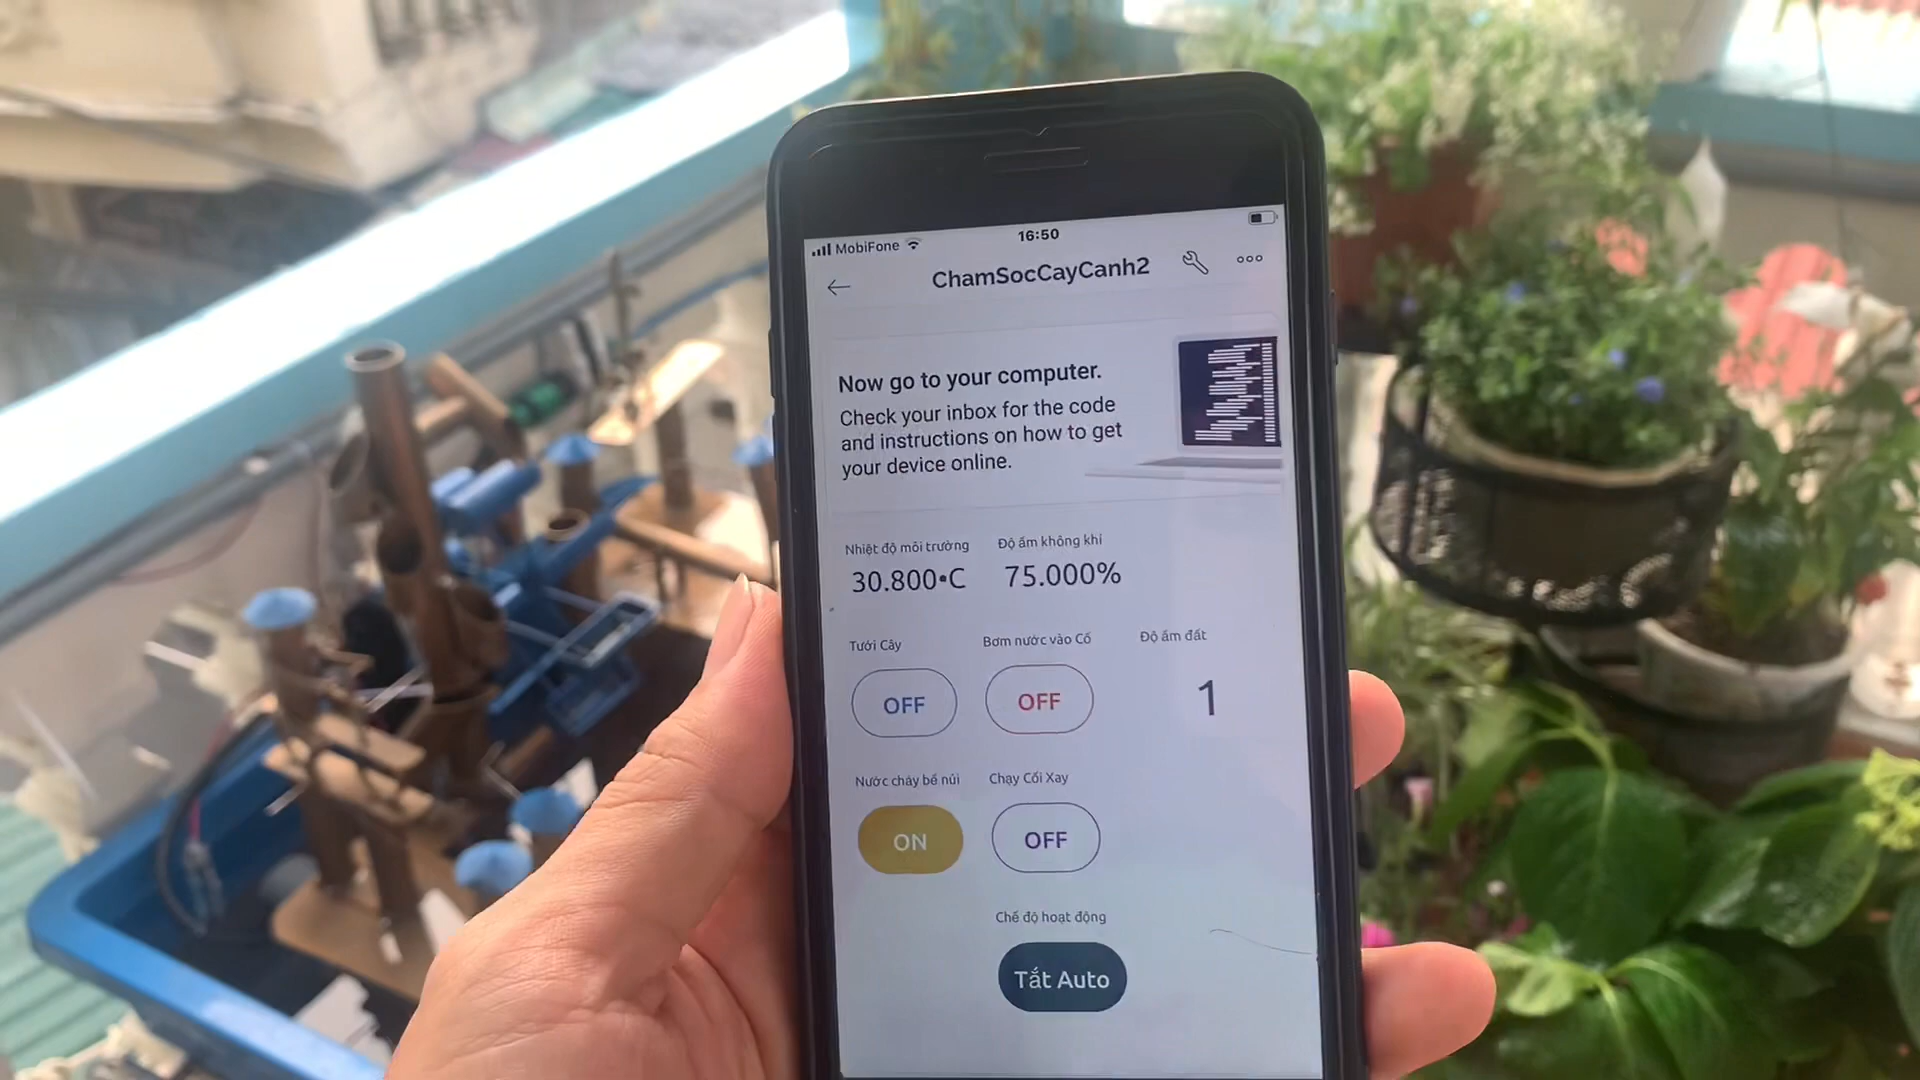 MobiFone
16:50
ChamSocCayCanh2
Now go to your computer.
Check your inbox for the code
and instructions on how to get
your device online.
Nhiệt độ môi trường
Độ ẩm không khí
30.800•C
75.000%
Tưới Cây
Bơm nước vào Cố
Độ ẩm đất
OFF
OFF
1
Nước chảy bể núi
Chạy Cối Xay
ON
OFF
Chế độ hoạt động
Tắt Auto